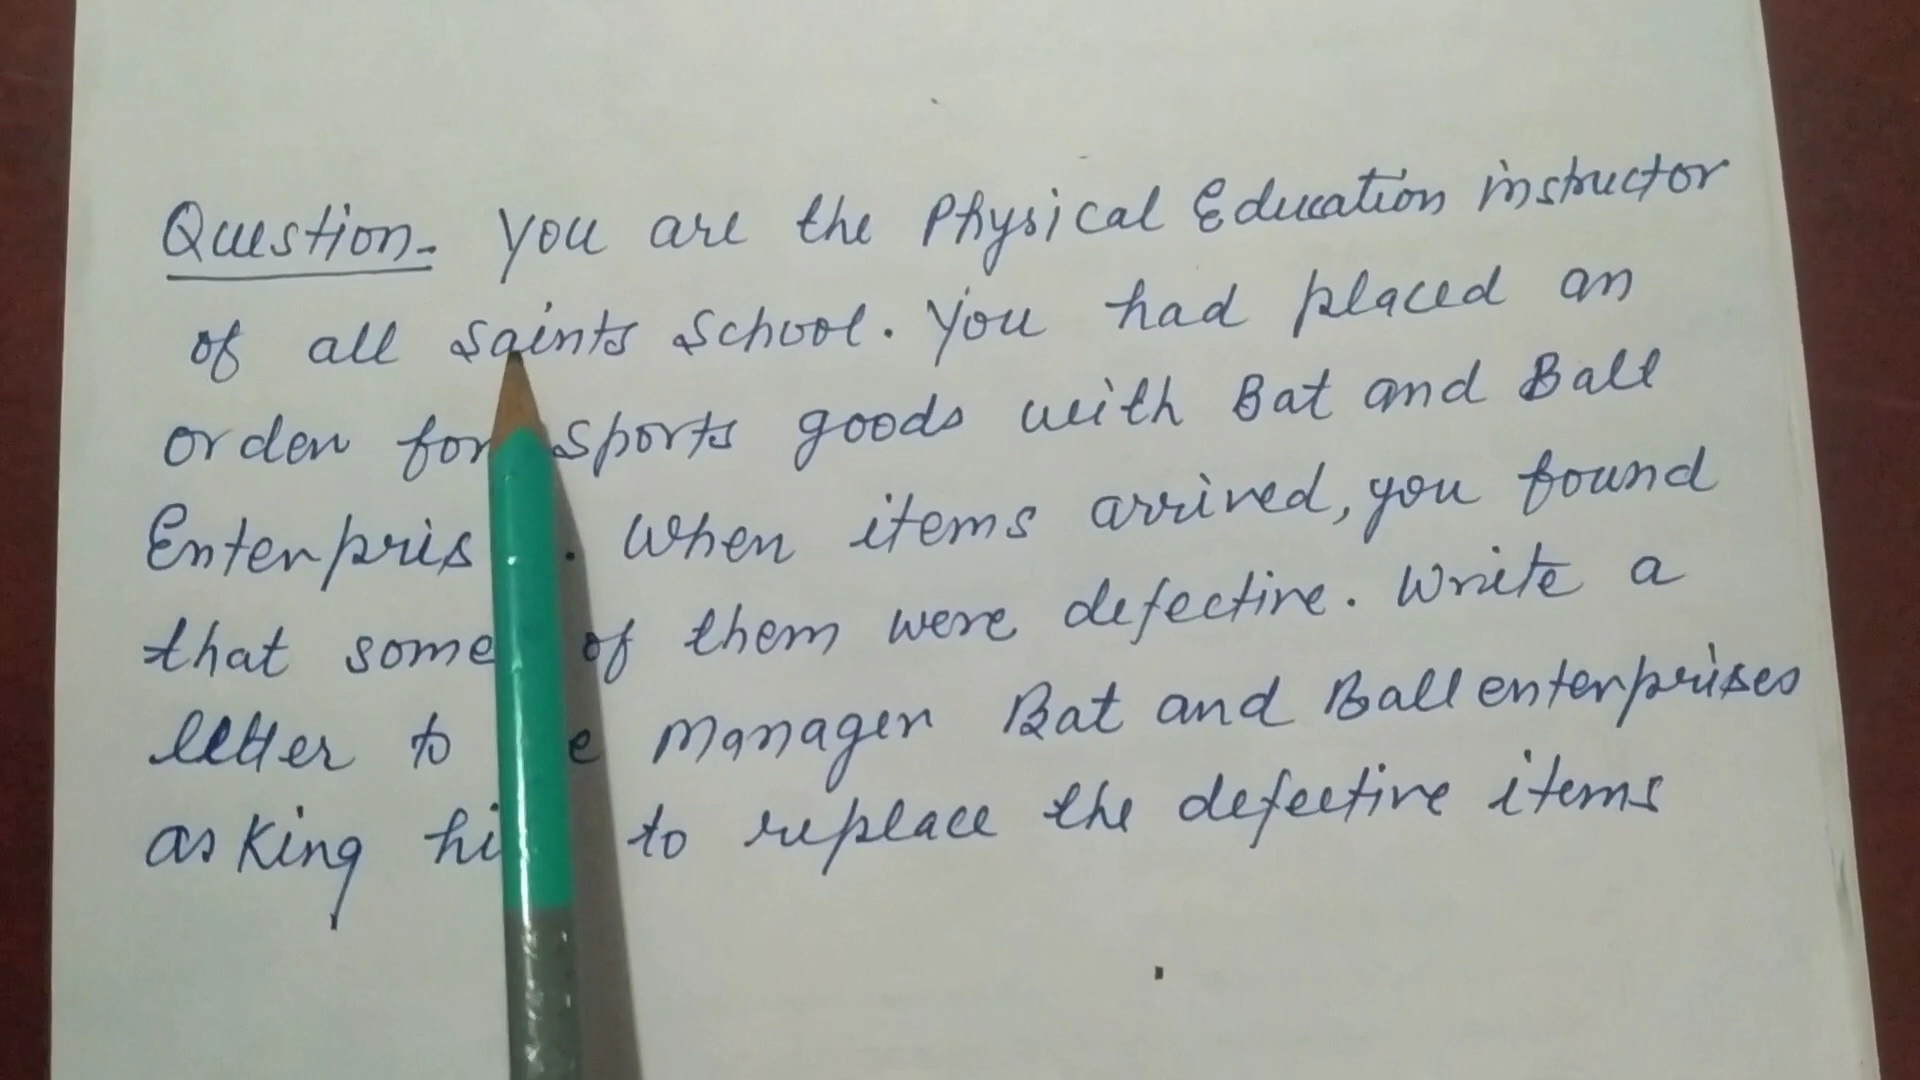 Question. You are the Physical Education instructor
of all Saints School. You had placed an
order for sports goods with Bat and Ball
Enterpris . When items arrived, you found
that some of them were defective. Write a
letter to e Manager Bat and Ball enterprises
asking hi to replace the defective items